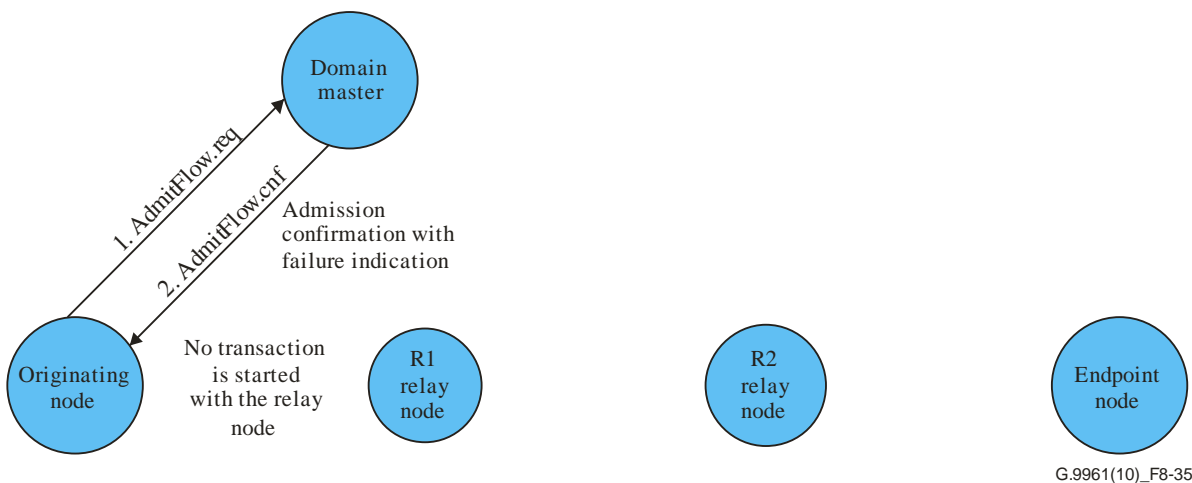 Domain
master
1. AdmitFlow.req
2. AdmitFlow.cnf
Admission
confirmation with
failure indication
Originating
node
No transaction
is started
with the relay
node
R1
relay
node
R2
relay
node
Endpoint
node
G.9961(10)_F8-35